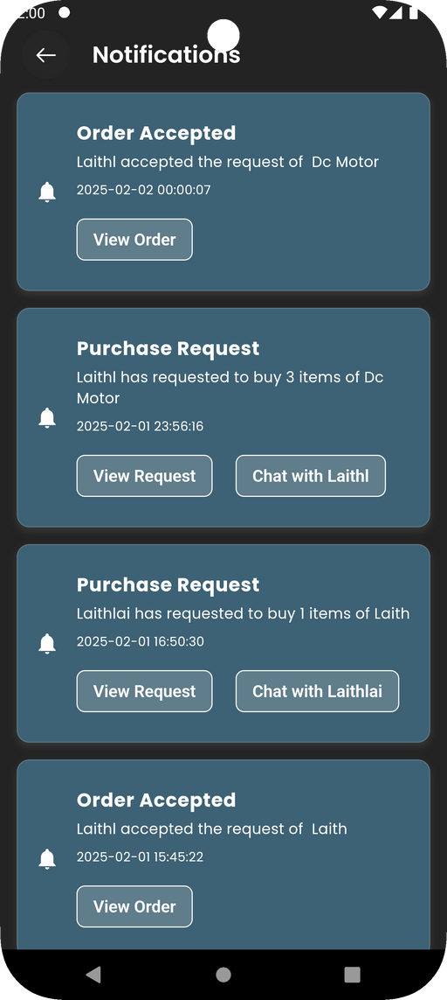 :00
Notifications
Order Accepted
Laithl accepted the request of  Dc Motor
2025-02-02 00:00:07
View Order
Purchase Request
Laithl has requested to buy 3 items of Dc
Motor
2025-02-01 23:56:16
View Request
Chat with Laithl
Purchase Request
Laithlai has requested to buy 1 items of Laith
2025-02-01 16:50:30
View Request
Chat with Laithlai
Order Accepted
Laithl accepted the request of  Laith
2025-02-01 15:45:22
View Order